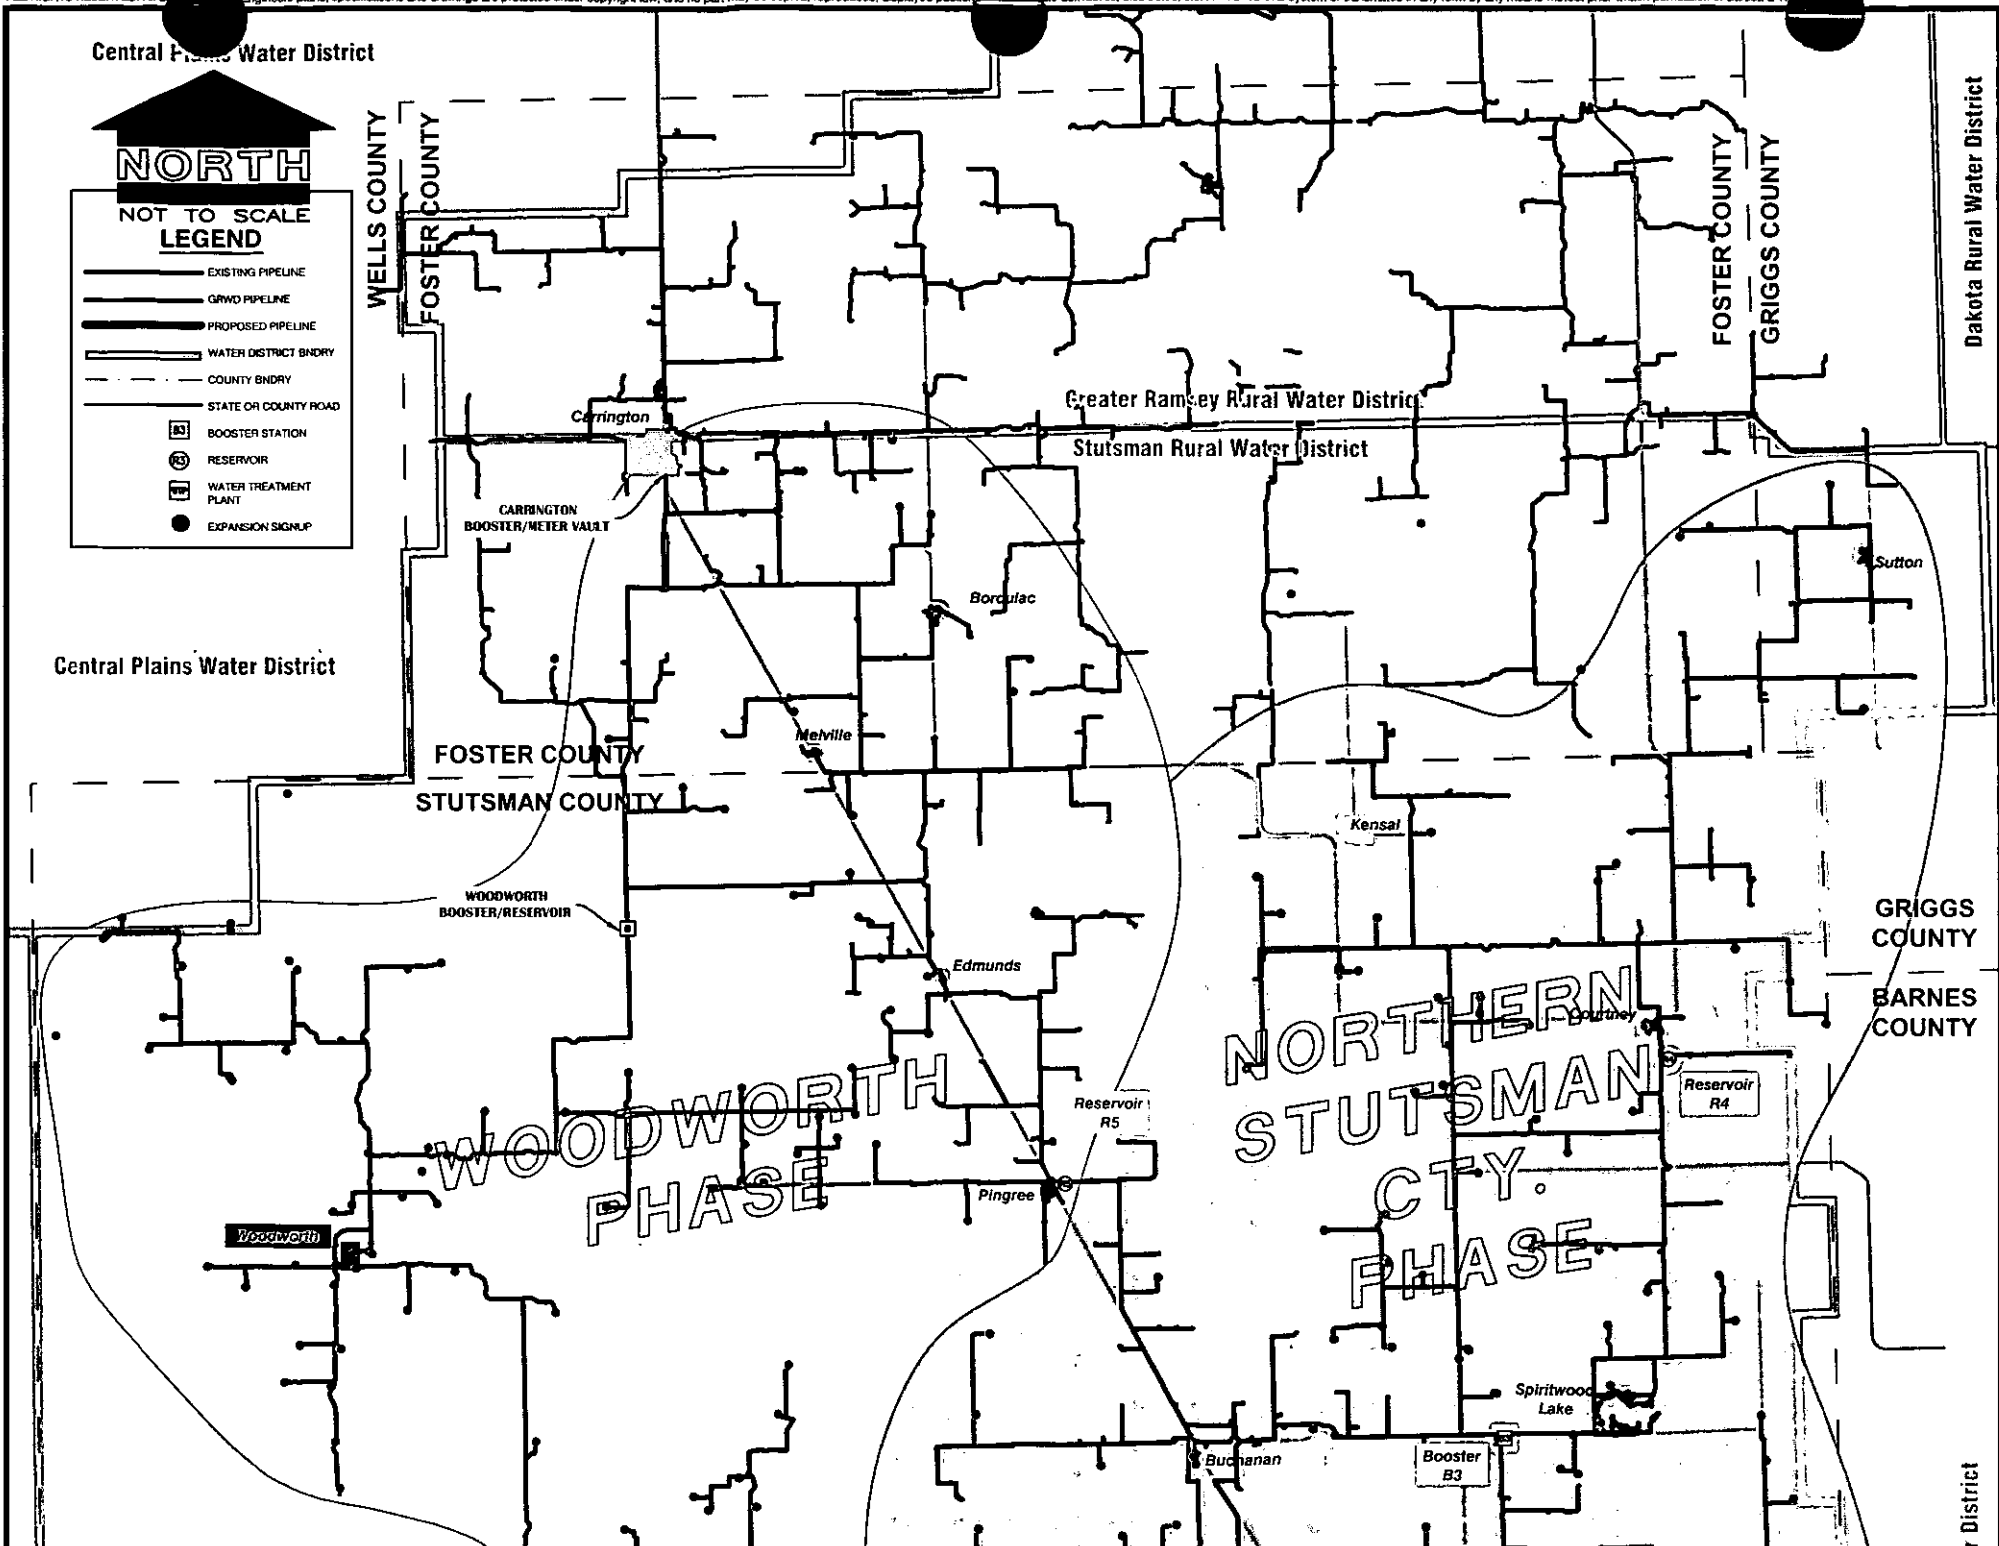 Central Plains Water District
NORTH
NOT TO SCALE
LEGEND
EXISTING PIPELINE
GRWD PIPELINE
PROPOSED PIPELINE
WATER DISTRICT BNDRY
COUNTY BNDRY
STATE OR COUNTY ROAD
B3 BOOSTER STATION
R3 RESERVOIR
WTP WATER TREATMENT
PLANT
EXPANSION SIGNUP
WELLS COUNTY
FOSTER COUNTY
FOSTER COUNTY
GRIGGS COUNTY
Dakota Rural Water District
Carrington
Greater Ramsey Rural Water District
Stutsman Rural Water District
CARRINGTON
BOOSTER/METER VAULT
Sutton
Bordulac
Central Plains Water District
Melville
FOSTER COUNTY
STUTSMAN COUNTY
Kensal
WOODWORTH
BOOSTER/RESERVOIR
GRIGGS
COUNTY
Edmunds
BARNES
COUNTY
NORTHERN
STUTSMAN
CTY.
PHASE
Courtney
Reservoir
R4
WOODWORTH
PHASE
Reservoir
R5
Pingree
Woodworth
Spiritwood
Lake
Buchanan
Booster
B3
District